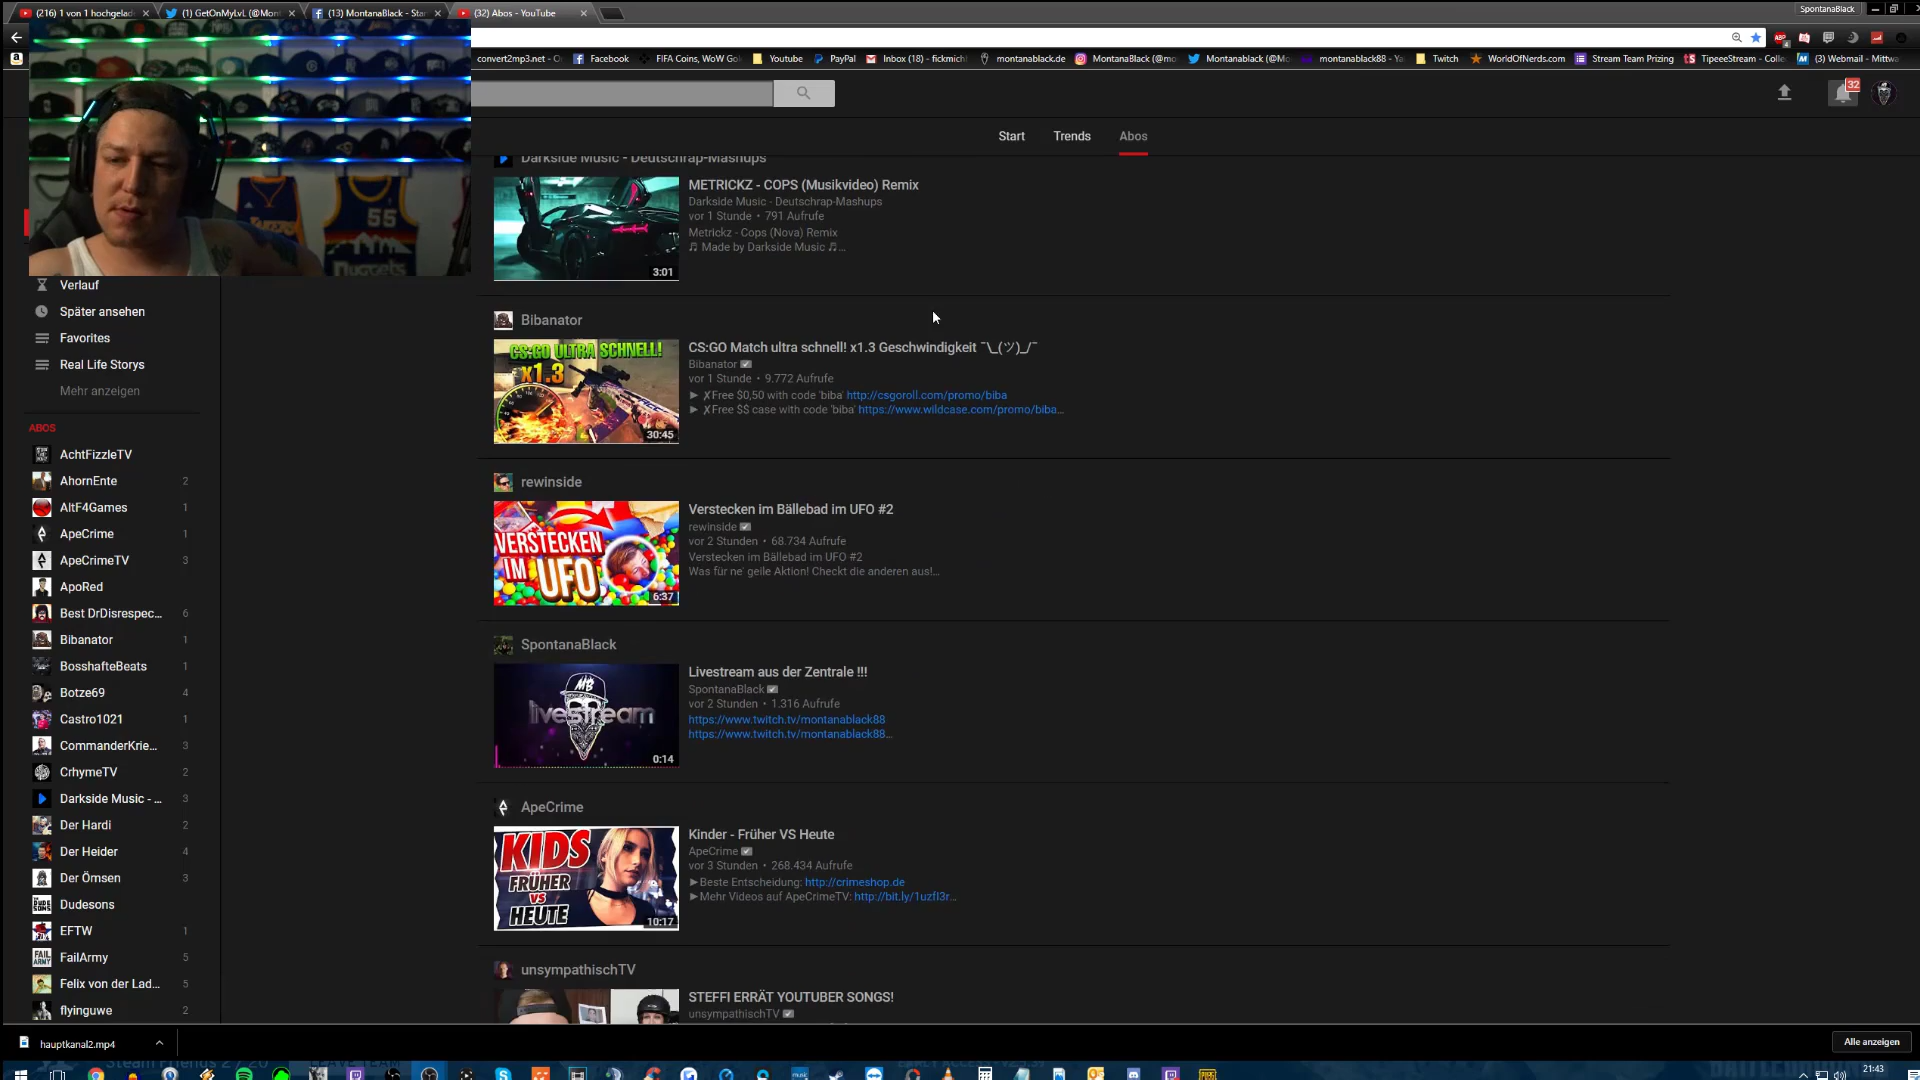 (216) 1 von 1 hochgelad
(1) GetOnMyLvL (@Mon
(13) MontanaBlack - Star
(32) Abos - YouTube
SpontanaBlack
convert2mp3.net - O
Facebook
FIFA Coins, WoW Gol
Youtube
PayPal
Inbox (18) - fickmich
montanablack.de
MontanaBlack (@mo
Montanablack (@Mo
montanablack88 - Ya
Twitch
WorldOfNerds.com
Stream Team Prizing
TipeeeStream - Colle
(3) Webmail - Mittwa
32
Start
Trends
Abos
55
Nuggets
Verlauf
Später ansehen
Favorites
Real Life Storys
Mehr anzeigen
ABOS
AchtFizzleTV
AhornEnte 2
AltF4Games 1
ApeCrime 1
ApeCrimeTV 3
ApoRed
Best DrDisrespec... 6
Bibanator 1
BosshafteBeats 1
Botze69 4
Castro1021 1
CommanderKrie... 3
CrhymeTV 2
Darkside Music - ... 3
Der Hardi 2
Der Heider 4
Der Ömsen 3
Dudesons
EFTW 1
FailArmy 5
Felix von der Lad... 5
flyinguwe 2
Darkside Music - Deutschrap-Mashups
3:01
METRICKZ - COPS (Musikvideo) Remix
Darkside Music - Deutschrap-Mashups
vor 1 Stunde • 791 Aufrufe
Metrickz - Cops (Nova) Remix
♫ Made by Darkside Music ♫...
Bibanator
CS:GO ULTRA SCHNELL!
x1.3
30:45
CS:GO Match ultra schnell! x1.3 Geschwindigkeit ¯\_(ツ)_/¯
Bibanator
vor 1 Stunde • 9.772 Aufrufe
► ✗Free $0,50 with code 'biba' http://csgoroll.com/promo/biba
► ✗Free $$ case with code 'biba' https://www.wildcase.com/promo/biba...
rewinside
VERSTECKEN
IM
UFO
6:37
Verstecken im Bällebad im UFO #2
rewinside
vor 2 Stunden • 68.734 Aufrufe
Verstecken im Bällebad im UFO #2
Was für ne' geile Aktion! Checkt die anderen aus!...
SpontanaBlack
MB
livestream
0:14
Livestream aus der Zentrale !!!
SpontanaBlack
vor 2 Stunden • 1.316 Aufrufe
https://www.twitch.tv/montanablack88
https://www.twitch.tv/montanablack88...
ApeCrime
KIDS
FRÜHER
VS
HEUTE
10:17
Kinder - Früher VS Heute
ApeCrime
vor 3 Stunden • 268.434 Aufrufe
►Beste Entscheidung: http://crimeshop.de
►Mehr Videos auf ApeCrimeTV: http://bit.ly/1uzfI3r...
unsympathischTV
STEFFI ERRÄT YOUTUBER SONGS!
unsympathischTV
hauptkanal2.mp4
Alle anzeigen
21:43